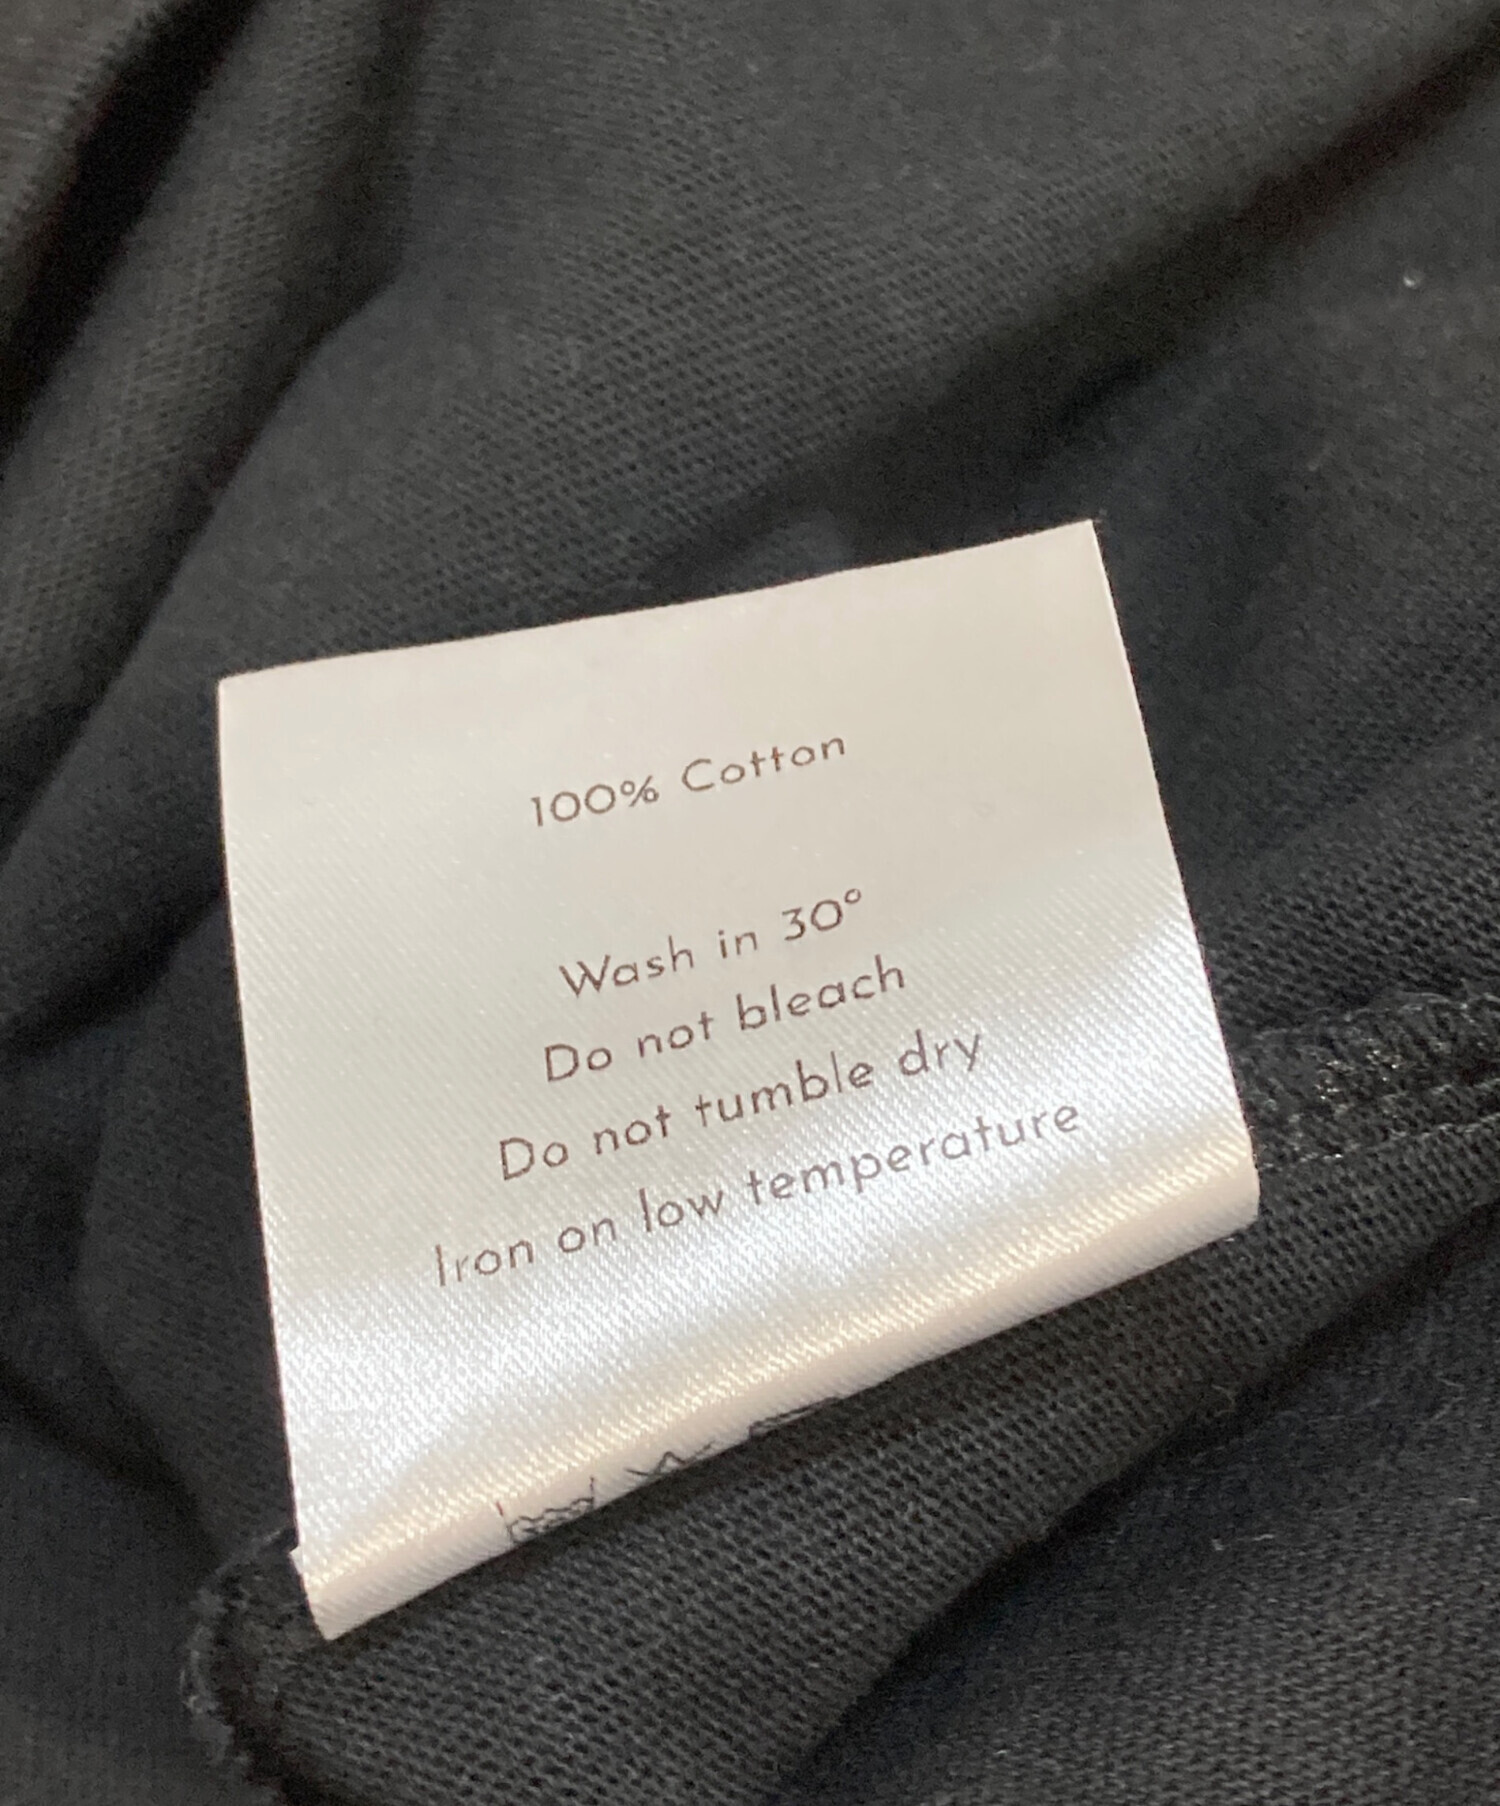 100% Cotton
Wash in 30°
Do not bleach
Do not tumble dry
Iron on low temperature